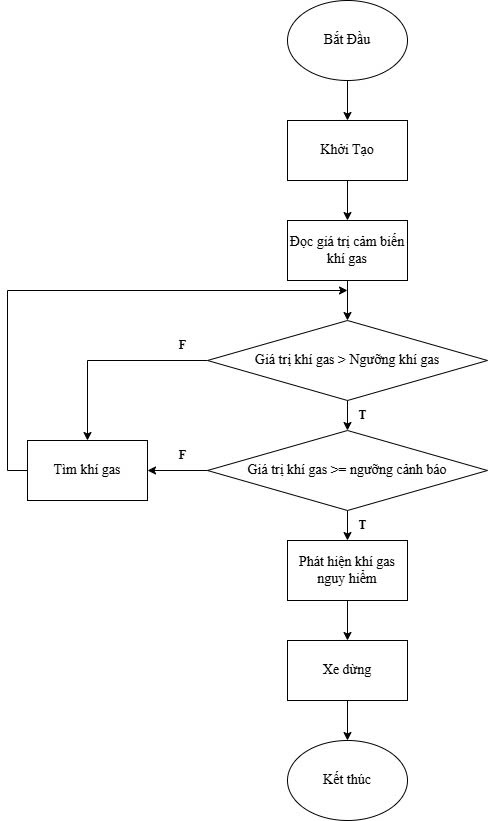 Bắt Đầu
Khởi Tạo
Đọc giá trị cảm biến
khí gas
Giá trị khí gas > Ngưỡng khí gas
F
T
Giá trị khí gas >= ngưỡng cảnh báo
F
Tìm khí gas
T
Phát hiện khí gas
nguy hiểm
Xe dừng
Kết thúc